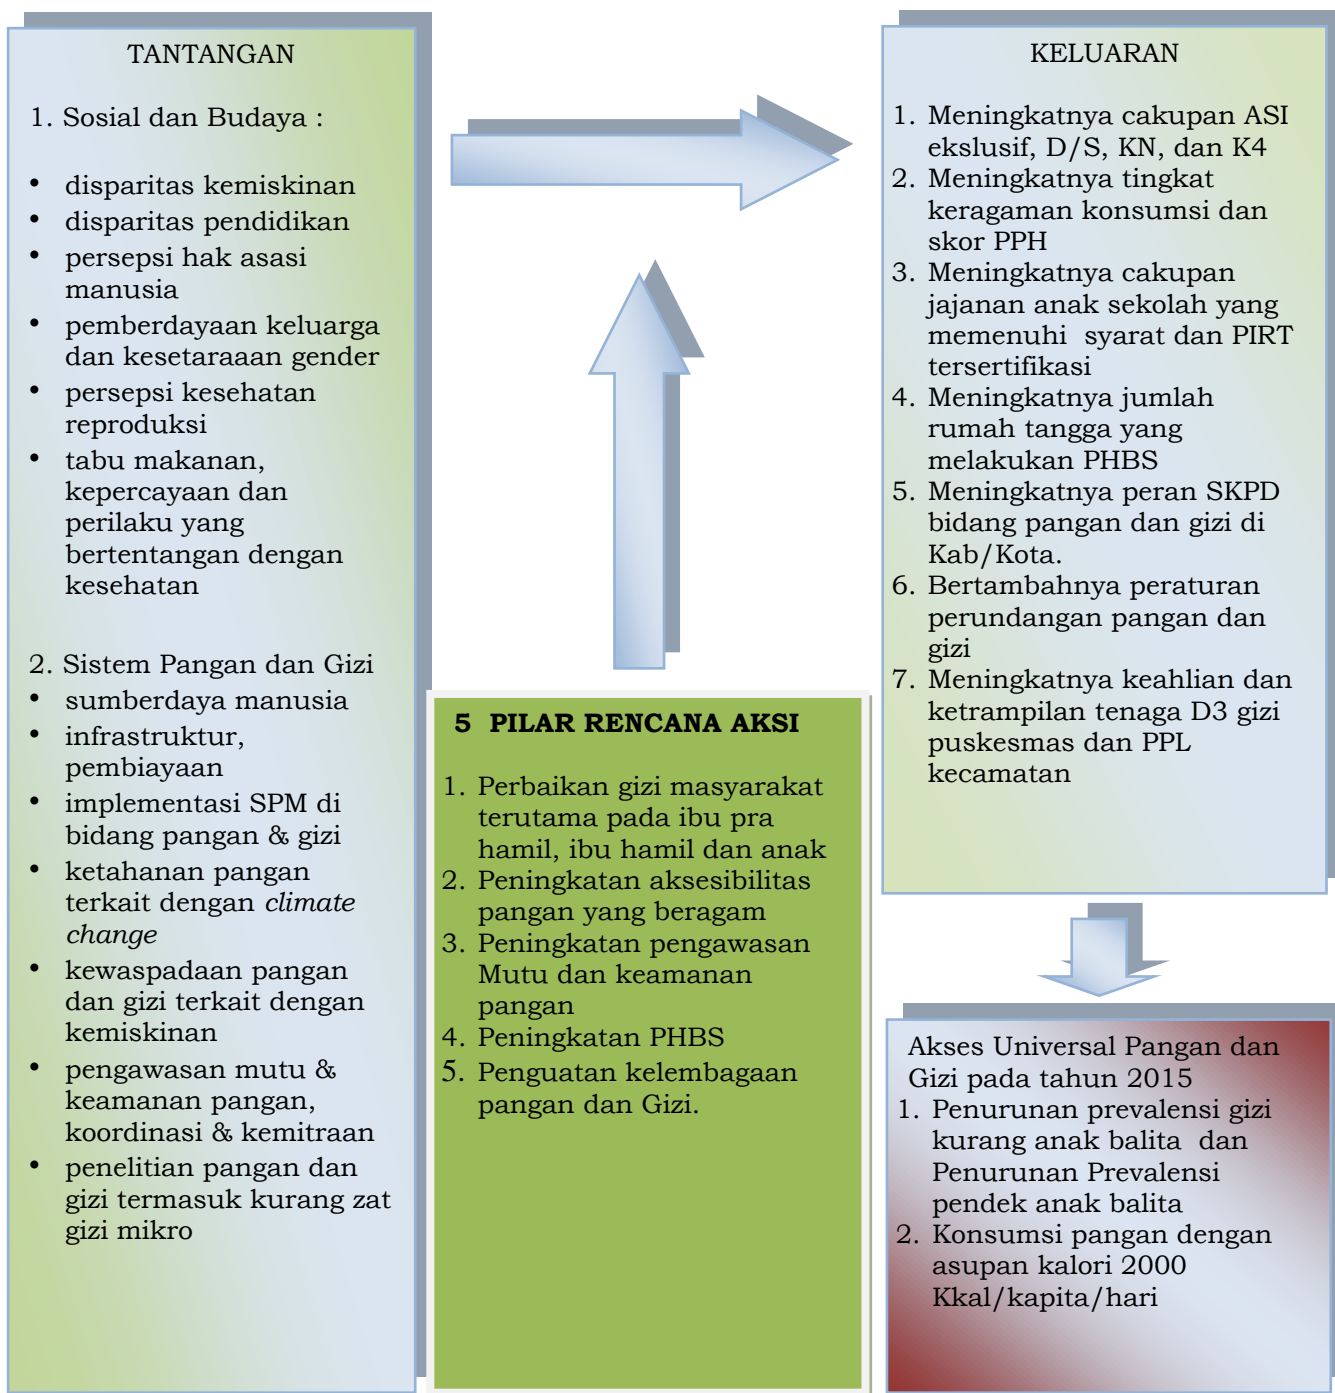 TANTANGAN
1. Sosial dan Budaya :
• disparitas kemiskinan
• disparitas pendidikan
• persepsi hak asasi
manusia
• pemberdayaan keluarga
dan kesetaraaan gender
• persepsi kesehatan
reproduksi
• tabu makanan,
kepercayaan dan
perilaku yang
bertentangan dengan
kesehatan
2. Sistem Pangan dan Gizi
• sumberdaya manusia
• infrastruktur,
pembiayaan
• implementasi SPM di
bidang pangan & gizi
• ketahanan pangan
terkait dengan climate
change
• kewaspadaan pangan
dan gizi terkait dengan
kemiskinan
• pengawasan mutu &
keamanan pangan,
koordinasi & kemitraan
• penelitian pangan dan
gizi termasuk kurang zat
gizi mikro
5 PILAR RENCANA AKSI
1. Perbaikan gizi masyarakat
terutama pada ibu pra
hamil, ibu hamil dan anak
2. Peningkatan aksesibilitas
pangan yang beragam
3. Peningkatan pengawasan
Mutu dan keamanan
pangan
4. Peningkatan PHBS
5. Penguatan kelembagaan
pangan dan Gizi.
KELUARAN
1. Meningkatnya cakupan ASI
ekslusif, D/S, KN, dan K4
2. Meningkatnya tingkat
keragaman konsumsi dan
skor PPH
3. Meningkatnya cakupan
jajanan anak sekolah yang
memenuhi syarat dan PIRT
tersertifikasi
4. Meningkatnya jumlah
rumah tangga yang
melakukan PHBS
5. Meningkatnya peran SKPD
bidang pangan dan gizi di
Kab/Kota.
6. Bertambahnya peraturan
perundangan pangan dan
gizi
7. Meningkatnya keahlian dan
ketrampilan tenaga D3 gizi
puskesmas dan PPL
kecamatan
Akses Universal Pangan dan
Gizi pada tahun 2015
1. Penurunan prevalensi gizi
kurang anak balita dan
Penurunan Prevalensi
pendek anak balita
2. Konsumsi pangan dengan
asupan kalori 2000
Kkal/kapita/hari